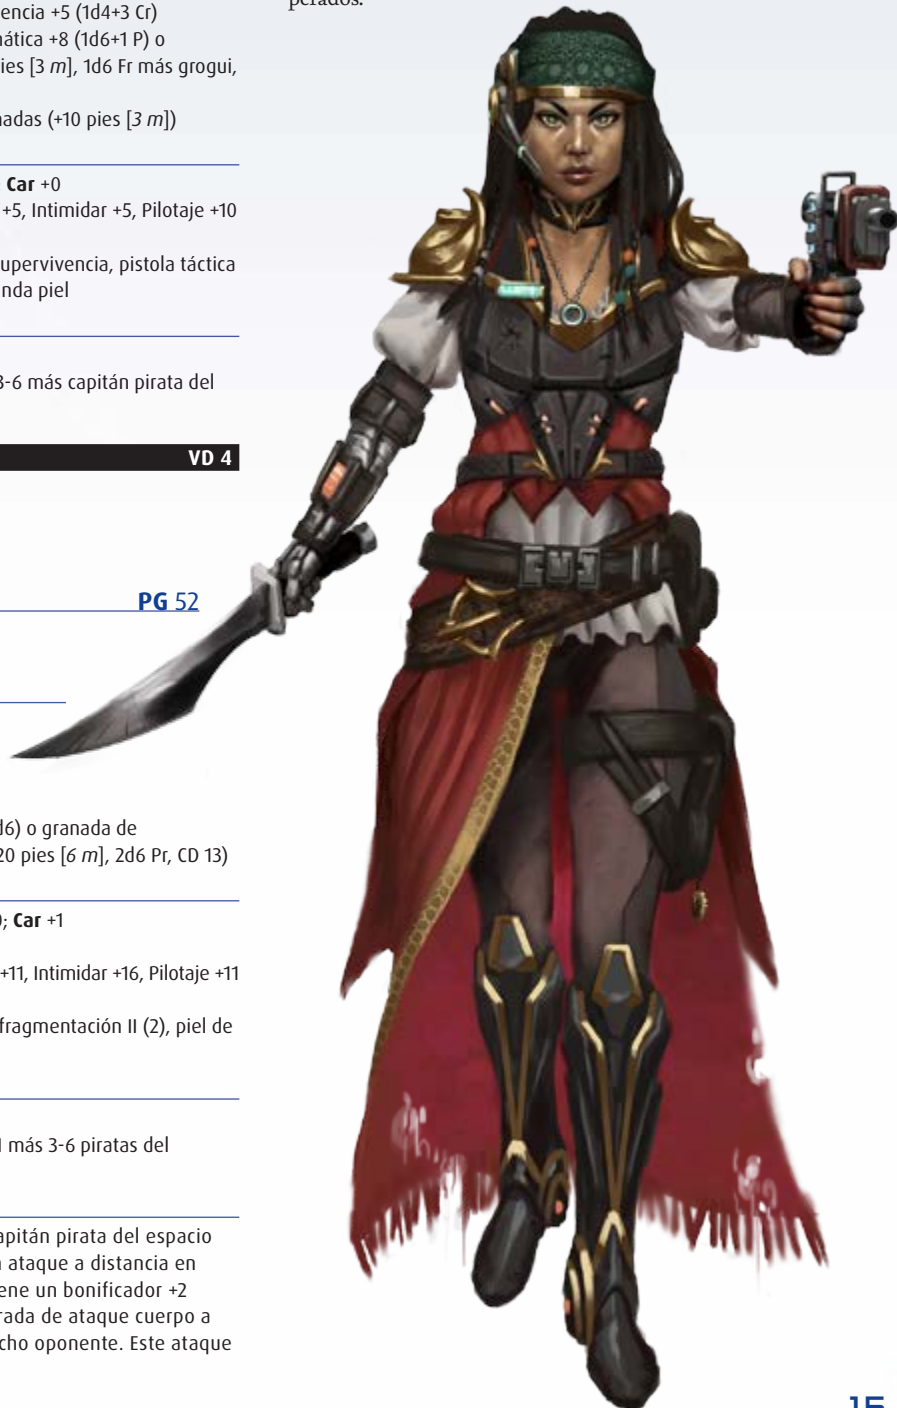 encia +5 (1d4+3 Cr)
ática +8 (1d6+1 P) o
ies [3 m], 1d6 Fr más grogui,
adas (+10 pies [3 m])
Car +0
+5, Intimidar +5, Pilotaje +10
upervivencia, pistola táctica
nda piel
3-6 más capitán pirata del
VD 4
PG 52
d6) o granada de
20 pies [6 m], 2d6 Pr, CD 13)
; Car +1
+11, Intimidar +16, Pilotaje +11
fragmentación II (2), piel de
más 3-6 piratas del
apitán pirata del espacio
ataque a distancia en
ene un bonificador +2
rada de ataque cuerpo a
cho oponente. Este ataque
perados.
15